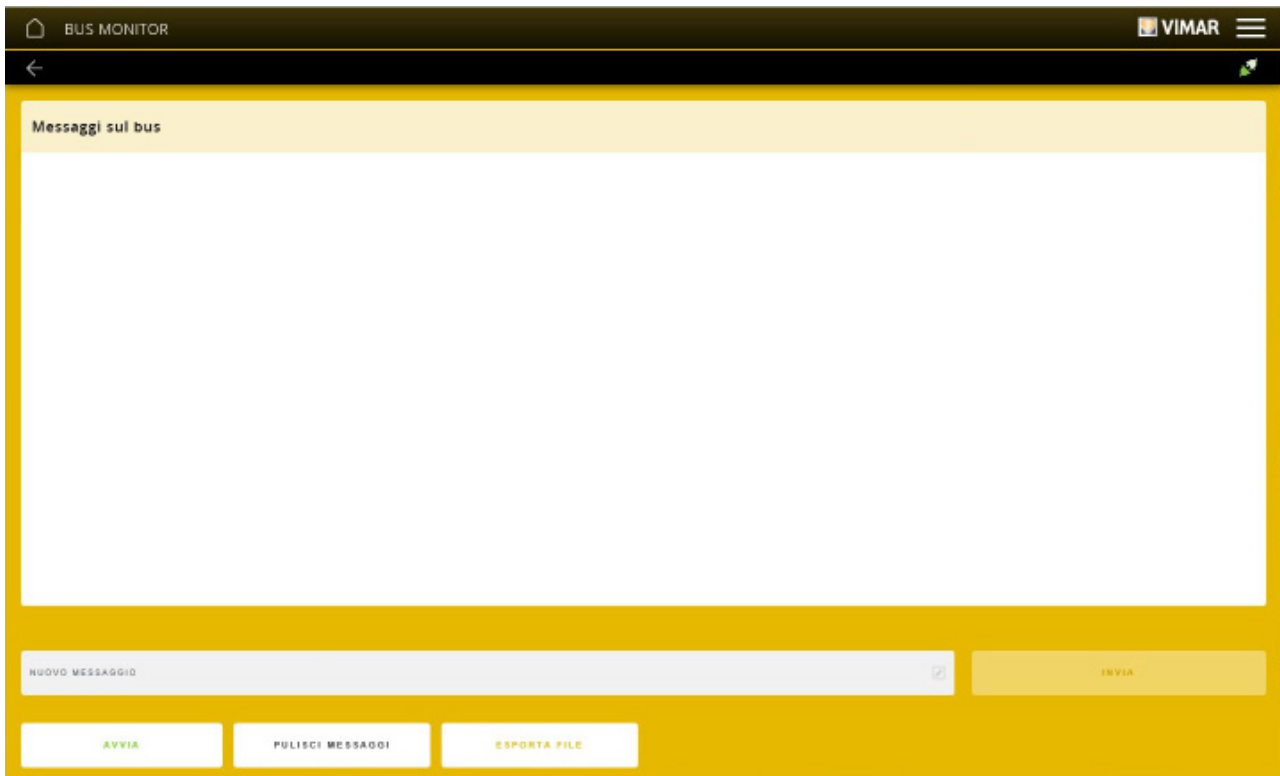 BUS MONITOR VIMAR
Messaggi sul bus
NUOVO MESSAGGIO INVIA
AVVIA PULISCI MESSAGGI ESPORTA FILE